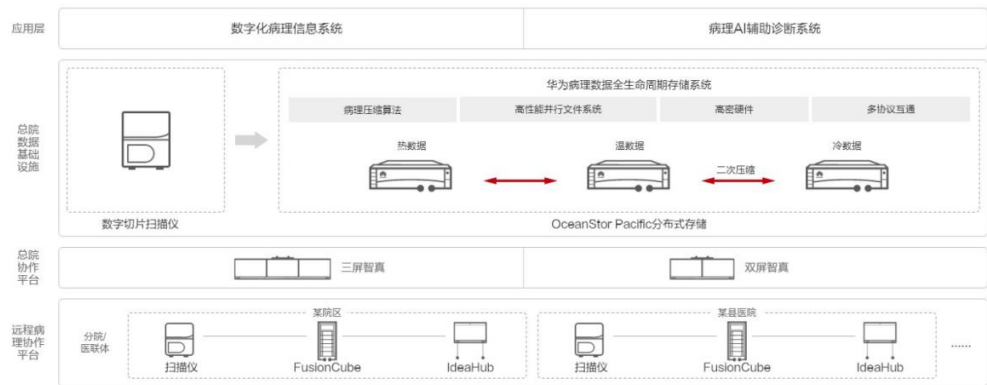 应用层
数字化病理信息系统
病理AI辅助诊断系统
总院
数据
基础
设施
数字切片扫描仪
华为病理数据全生命周期存储系统
病理压缩算法
高性能并行文件系统
高密硬件
多协议互通
热数据
温数据
冷数据
二次压缩
OceanStor Pacific分布式存储
总院
协作
平台
三屏智真
双屏智真
远程病
理协作
平台
分院/
医联体
某院区
扫描仪
FusionCube
IdeaHub
某县医院
扫描仪
FusionCube
IdeaHub
......